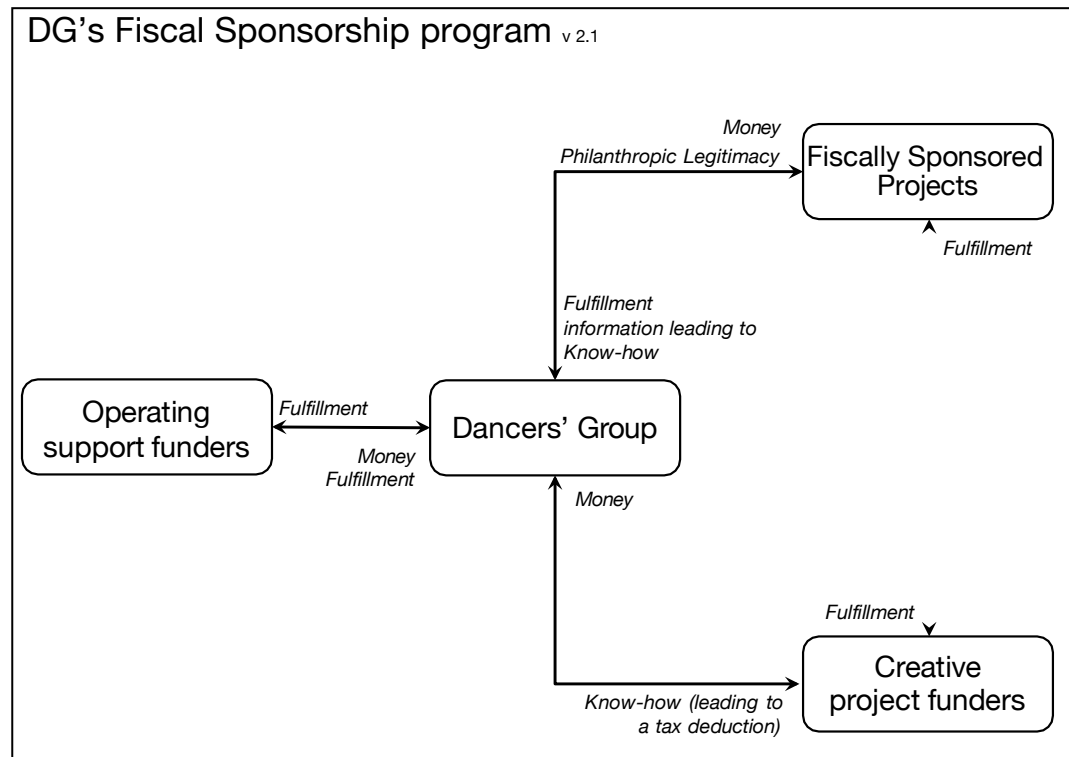 DG’s Fiscal Sponsorship program v 2.1
Money
Philanthropic Legitimacy
Fiscally Sponsored
Projects
Fulfillment
Fulfillment
information leading to
Know-how
Operating
support funders
Fulfillment
Money
Fulfillment
Dancers’ Group
Money
Fulfillment
Creative
project funders
Know-how (leading to
a tax deduction)